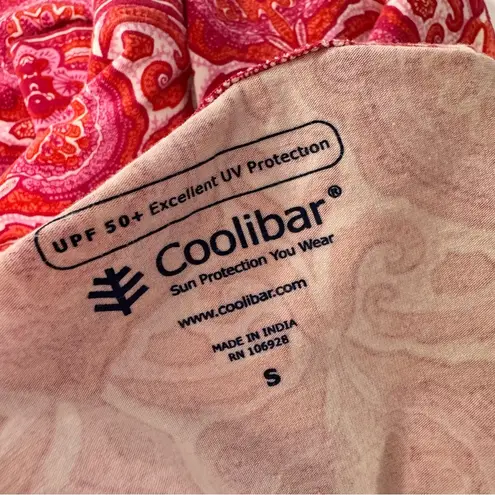 UPF 50+ Excellent UV Protection
Coolibar®
Sun Protection You Wear
www.coolibar.com
MADE IN INDIA
RN 106928
S